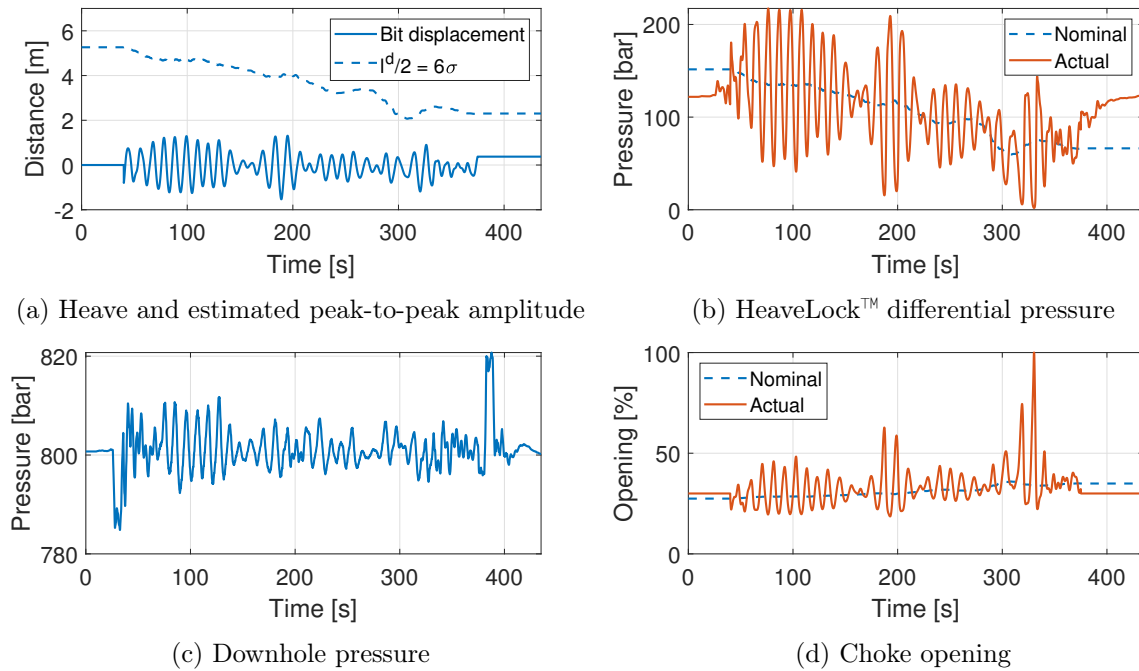 6
4
2
0
-2
Distance [m]
Bit displacement
l^d/2 = 6σ
0 100 200 300 400
Time [s]
(a) Heave and estimated peak-to-peak amplitude
200
100
0
Pressure [bar]
Nominal
Actual
0 100 200 300 400
Time [s]
(b) HeaveLock™ differential pressure
820
800
780
Pressure [bar]
0 100 200 300 400
Time [s]
(c) Downhole pressure
100
50
0
Opening [%]
Nominal
Actual
0 100 200 300 400
Time [s]
(d) Choke opening